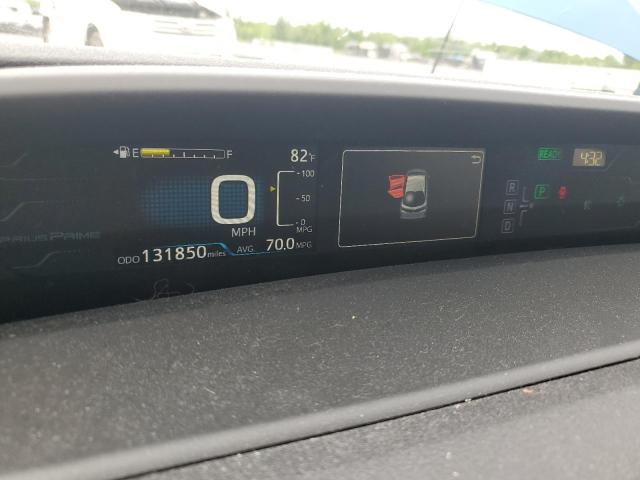 E F 82°F
READY 4:32
100
0 50
R P
N
D
0
MPH MPG
PRIUS PRIME
ODO 131850 miles AVG. 70.0 MPG